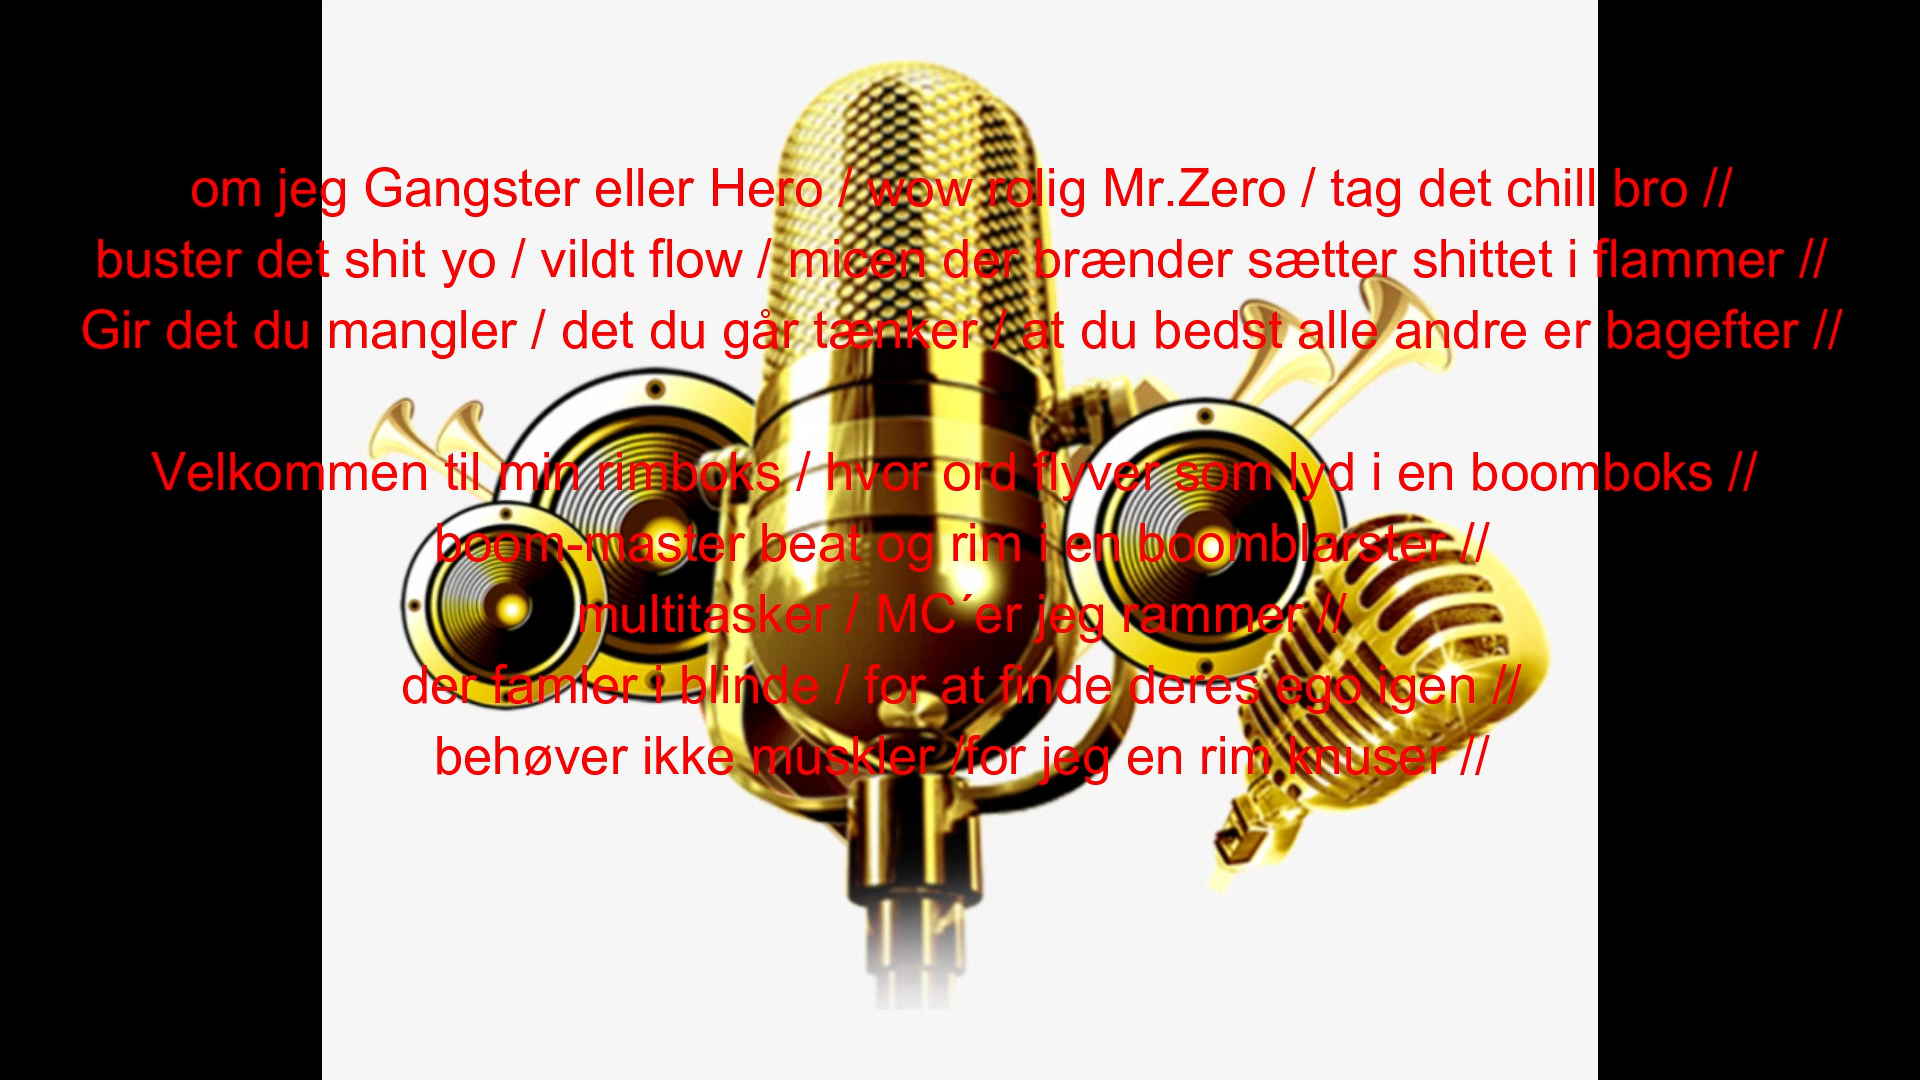 om jeg Gangster eller Hero / wow rolig Mr.Zero / tag det chill bro //
buster det shit yo / vildt flow / micen der brænder sætter shittet i flammer //
Gir det du mangler / det du går tænker / at du bedst alle andre er bagefter //
Velkommen til min rimboks / hvor ord flyver som lyd i en boomboks //
boom-master beat og rim i en boomblarster //
multitasker / MC´er jeg rammer //
der famler i blinde / for at finde deres ego igen //
behøver ikke muskler /for jeg en rim knuser //